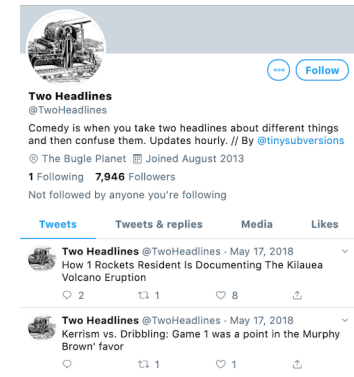 Follow
Two Headlines
@TwoHeadlines
Comedy is when you take two headlines about different things
and then confuse them. Updates hourly. // By @tinysubversions
The Bugle Planet Joined August 2013
1 Following 7,946 Followers
Not followed by anyone you're following
Tweets Tweets & replies Media Likes
Two Headlines @TwoHeadlines · May 17, 2018
How 1 Rockets Resident Is Documenting The Kilauea
Volcano Eruption
2 1 8
Two Headlines @TwoHeadlines · May 17, 2018
Kerrism vs. Dribbling: Game 1 was a point in the Murphy
Brown' favor
1 1